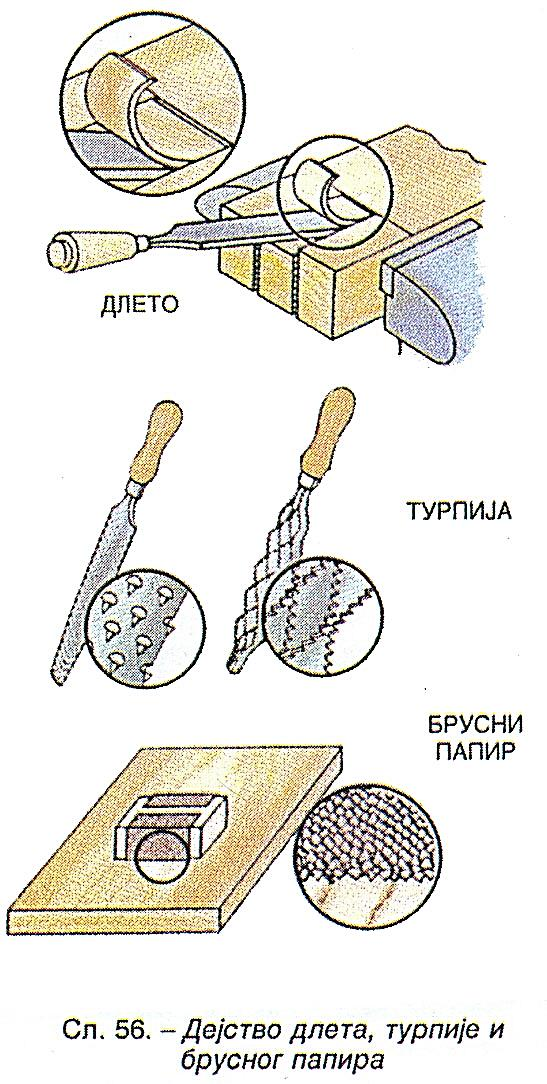 ДЛЕТО
ТУРПИЈА
БРУСНИ
ПАПИР
Сл. 56. – Дејство длета, турпије и
брусног папира